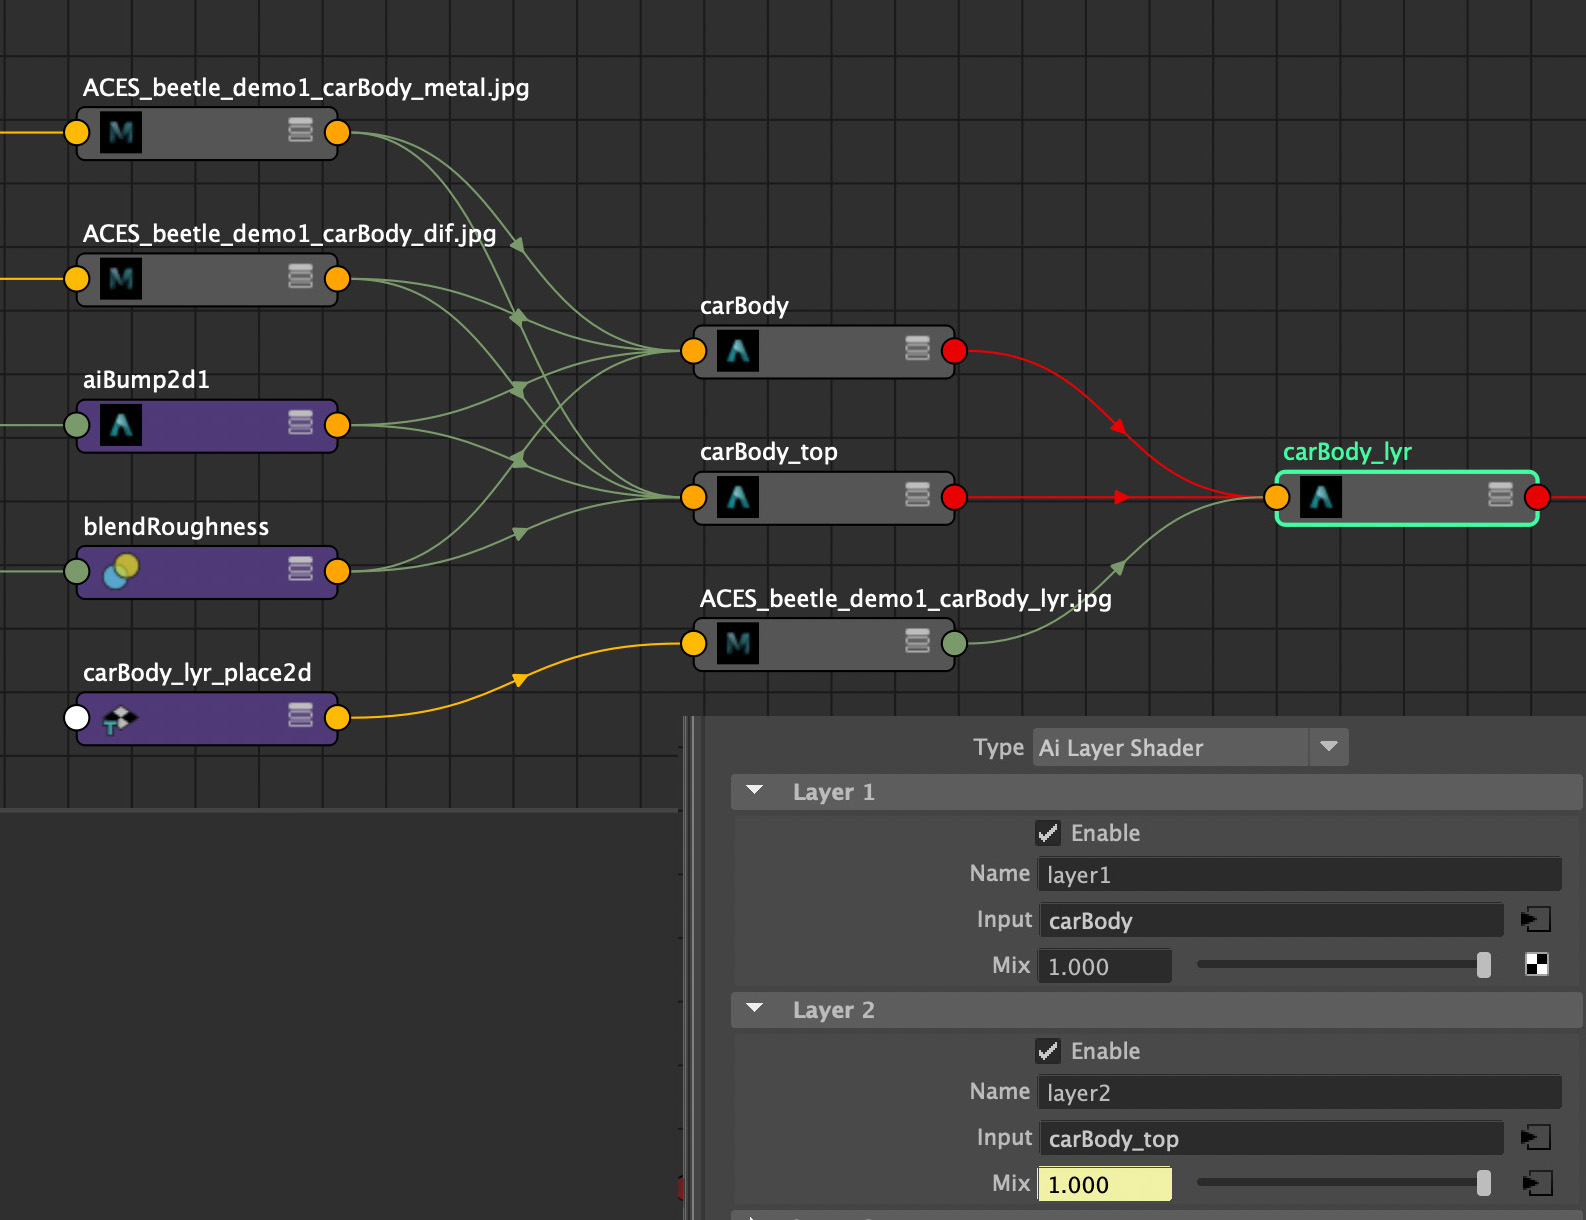 ACES_beetle_demo1_carBody_metal.jpg
ACES_beetle_demo1_carBody_dif.jpg
aiBump2d1
blendRoughness
carBody_lyr_place2d
carBody
carBody_top
ACES_beetle_demo1_carBody_lyr.jpg
carBody_lyr
Type Ai Layer Shader
Layer 1
Enable
Name layer1
Input carBody
Mix 1.000
Layer 2
Enable
Name layer2
Input carBody_top
Mix 1.000